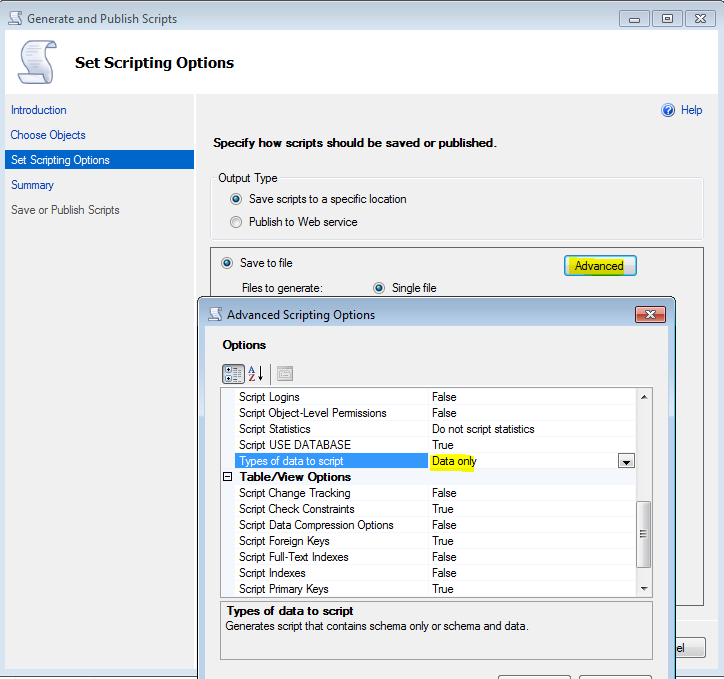 Generate and Publish Scripts
Set Scripting Options
Introduction
Choose Objects
Set Scripting Options
Summary
Save or Publish Scripts
Help
Specify how scripts should be saved or published.
Output Type
Save scripts to a specific location
Publish to Web service
Save to file
Advanced
Files to generate:
Single file
Advanced Scripting Options
Options
Script Logins False
Script Object-Level Permissions False
Script Statistics Do not script statistics
Script USE DATABASE True
Types of data to script Data only
Table/View Options
Script Change Tracking False
Script Check Constraints True
Script Data Compression Options False
Script Foreign Keys True
Script Full-Text Indexes False
Script Indexes False
Script Primary Keys True
Types of data to script
Generates script that contains schema only or schema and data.